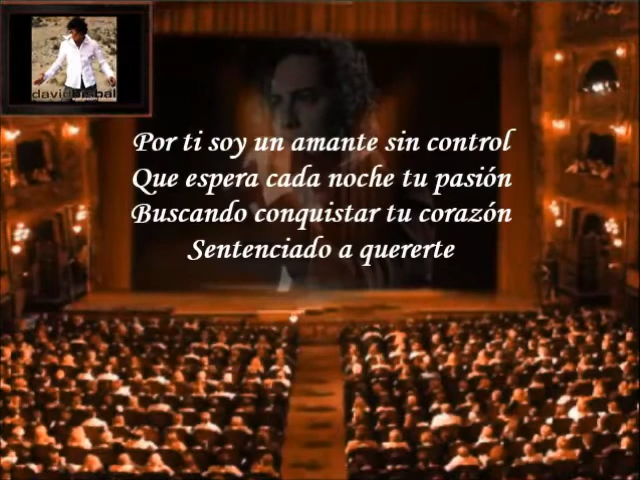 david Bisbal
Por ti soy un amante sin control
Que espera cada noche tu pasión
Buscando conquistar tu corazón
Sentenciado a quererte